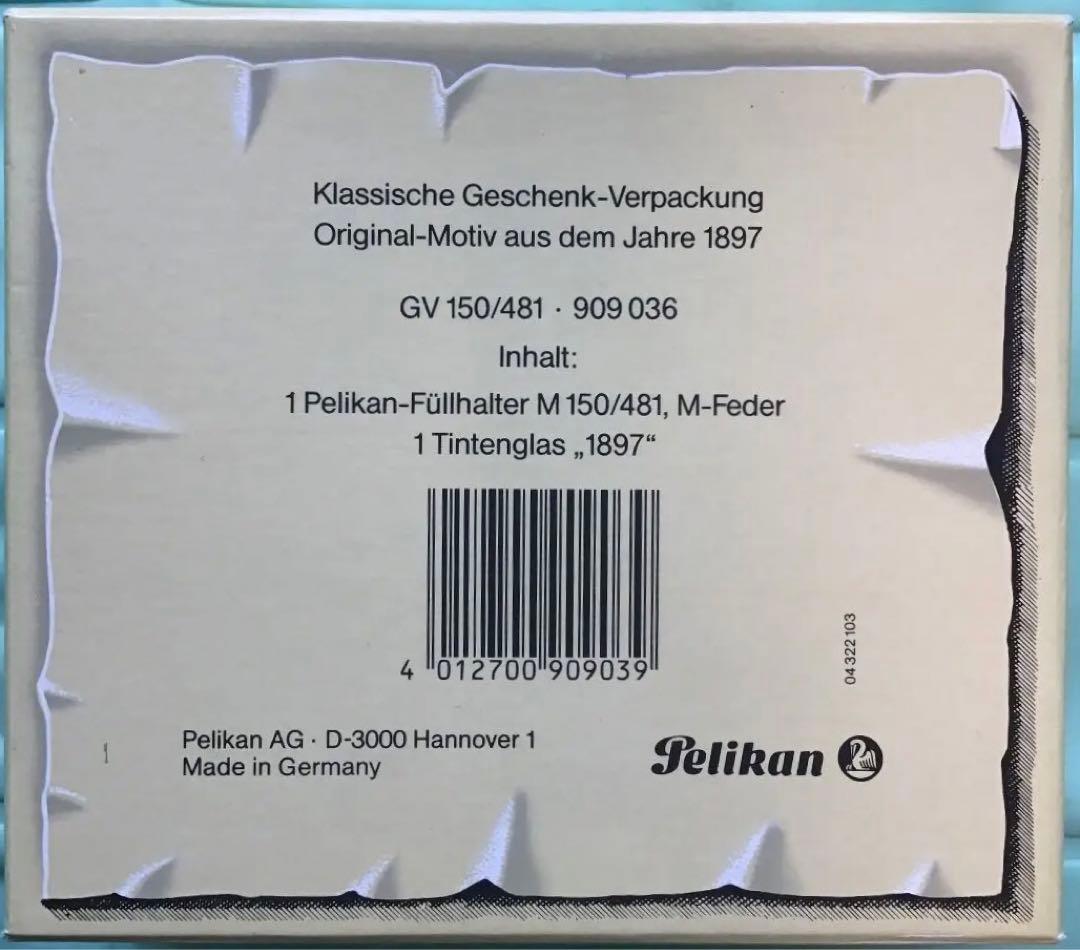 Klassische Geschenk-Verpackung
Original-Motiv aus dem Jahre 1897
GV 150/481 · 909 036
Inhalt:
1 Pelikan-Füllhalter M 150/481, M-Feder
1 Tintenglas „1897“
4 012700 909039
04 322 103
1
Pelikan AG · D-3000 Hannover 1
Made in Germany
Pelikan